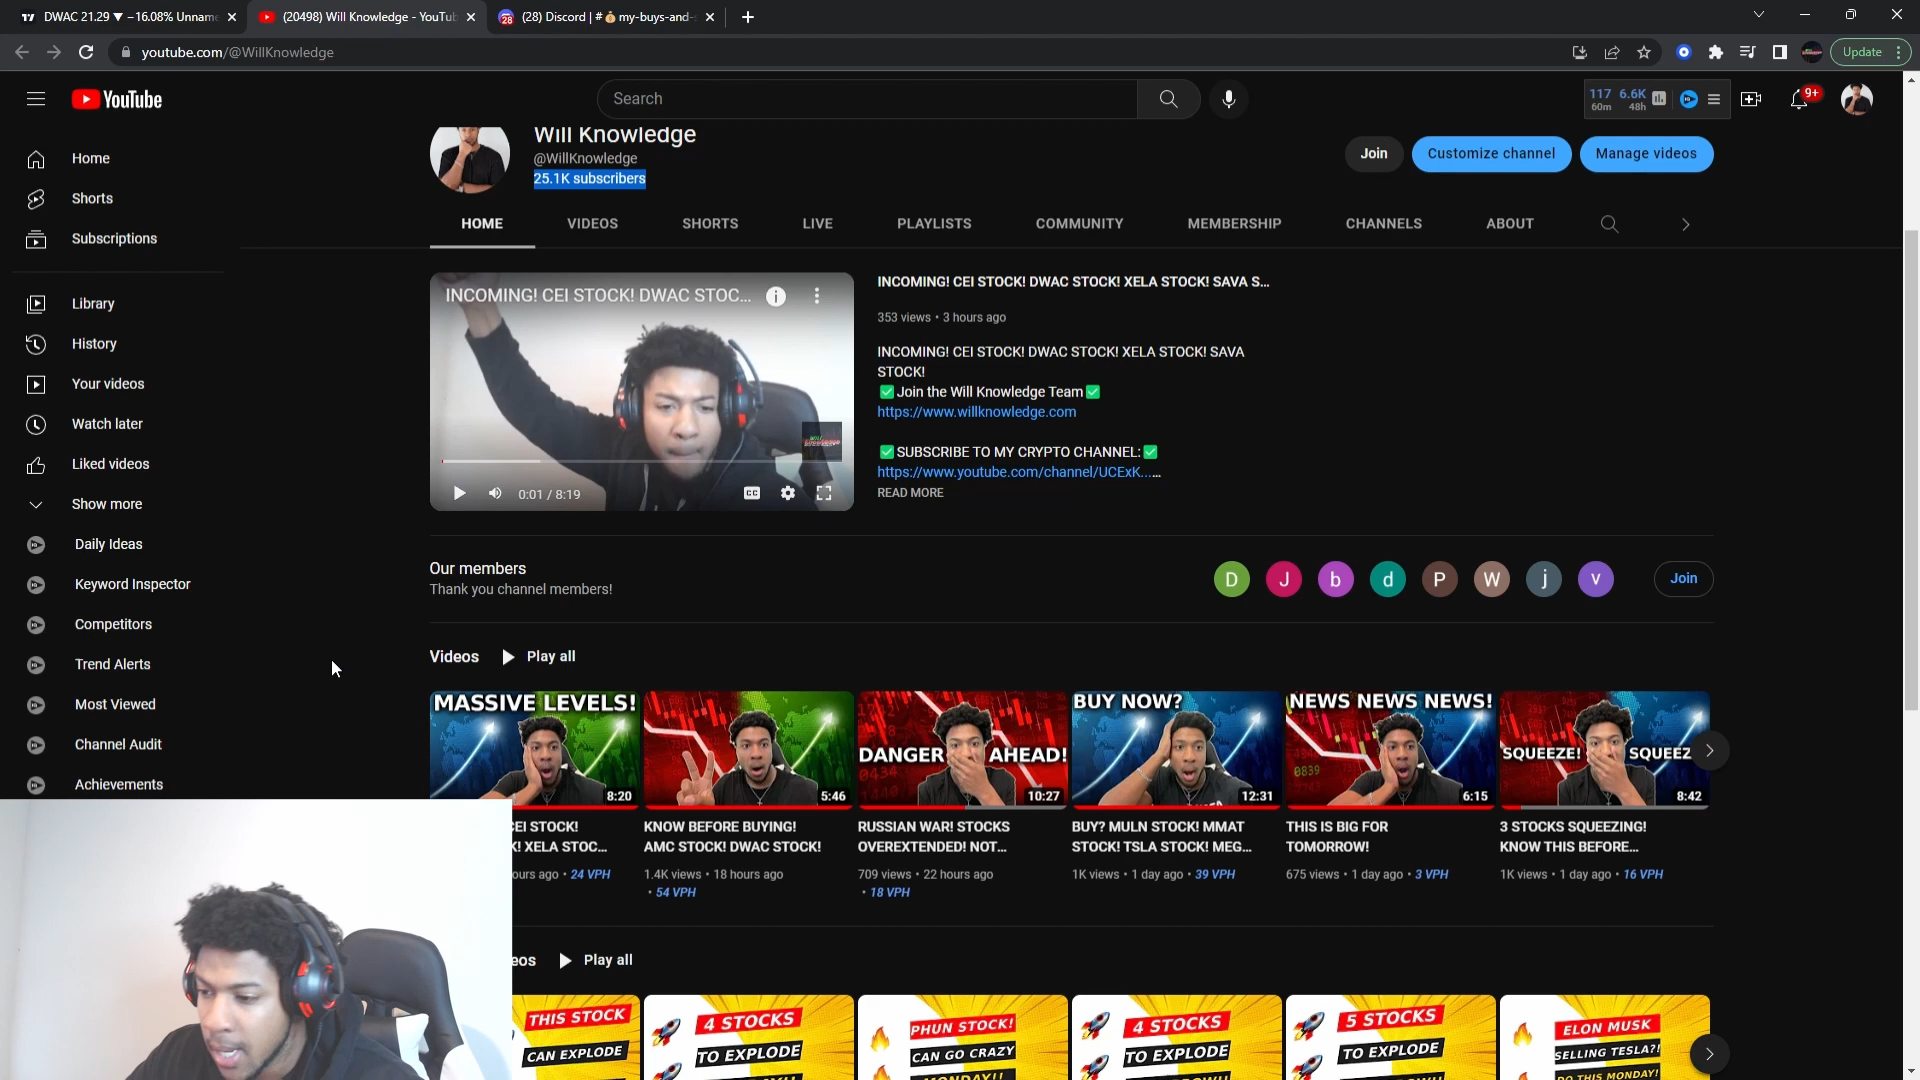 DWAC 21.29 ▼ −16.08% Unname
(20498) Will Knowledge - YouTub
(28) Discord | #💰my-buys-and-s
youtube.com/@WillKnowledge
Update
YouTube
Search
117 6.6K
60m 48h
9+
Home
Shorts
Subscriptions
Library
History
Your videos
Watch later
Liked videos
Show more
Daily Ideas
Keyword Inspector
Competitors
Trend Alerts
Most Viewed
Channel Audit
Achievements
Will Knowledge
@WillKnowledge
25.1K subscribers
Join
Customize channel
Manage videos
HOME VIDEOS SHORTS LIVE PLAYLISTS COMMUNITY MEMBERSHIP CHANNELS ABOUT
INCOMING! CEI STOCK! DWAC STOC...
0:01 / 8:19
CC
INCOMING! CEI STOCK! DWAC STOCK! XELA STOCK! SAVA S...
353 views • 3 hours ago
INCOMING! CEI STOCK! DWAC STOCK! XELA STOCK! SAVA
STOCK!
✅Join the Will Knowledge Team✅
https://www.willknowledge.com
✅SUBSCRIBE TO MY CRYPTO CHANNEL:✅
https://www.youtube.com/channel/UCExK......
READ MORE
Our members
Thank you channel members!
D J b d P W j v
Join
Videos
Play all
MASSIVE LEVELS!
8:20
5:46
DANGER AHEAD!
10:27
BUY NOW?
12:31
NEWS NEWS NEWS!
6:15
SQUEEZE! SQUEEZ
8:42
CEI STOCK!
K! XELA STOC...
ours ago • 24 VPH
KNOW BEFORE BUYING!
AMC STOCK! DWAC STOCK!
1.4K views • 18 hours ago
• 54 VPH
RUSSIAN WAR! STOCKS
OVEREXTENDED! NOT...
709 views • 22 hours ago
• 18 VPH
BUY? MULN STOCK! MMAT
STOCK! TSLA STOCK! MEG...
1K views • 1 day ago • 39 VPH
THIS IS BIG FOR
TOMORROW!
675 views • 1 day ago • 3 VPH
3 STOCKS SQUEEZING!
KNOW THIS BEFORE...
1K views • 1 day ago • 16 VPH
eos
Play all
THIS STOCK
CAN EXPLODE
4 STOCKS
TO EXPLODE
PHUN STOCK!
CAN GO CRAZY
MONDAY!!
4 STOCKS
TO EXPLODE
5 STOCKS
TO EXPLODE
ELON MUSK
SELLING TESLA?!
DO THIS MONDAY!